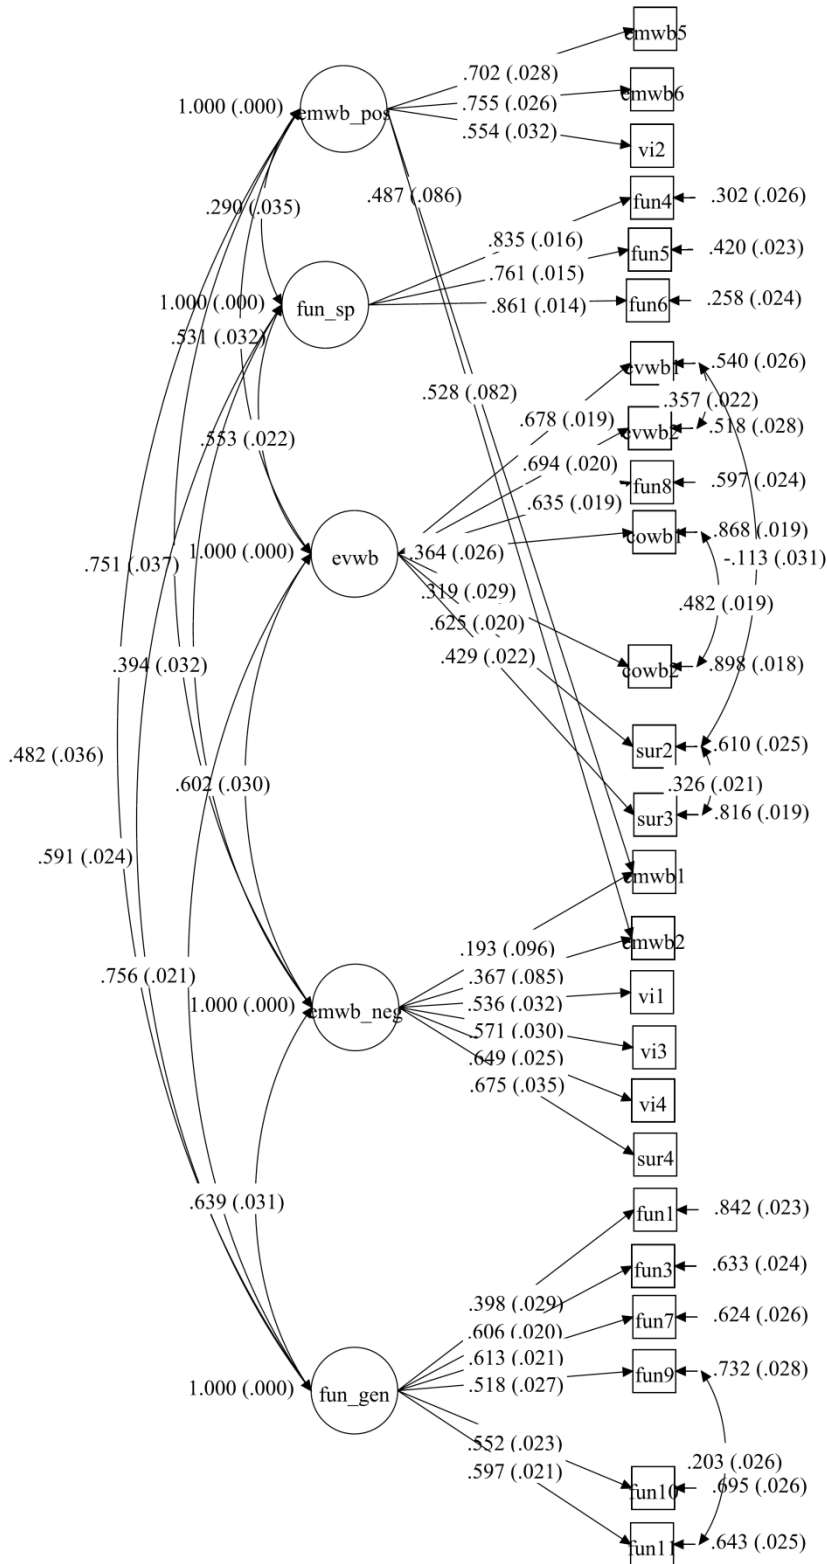 emwb5
.702 (.028)
1.000 (.000)
emwb_pos
.755 (.026)
emwb6
.554 (.032)
vi2
.487 (.086)
.290 (.035)
fun4
.302 (.026)
.835 (.016)
fun5
.420 (.023)
.761 (.015)
1.000 (.000)
fun_sp
.861 (.014)
fun6
.258 (.024)
.531 (.032)
evwb1
.540 (.026)
.528 (.082)
.357 (.022)
.678 (.019)
evwb2
.518 (.028)
.553 (.022)
.694 (.020)
fun8
.597 (.024)
.635 (.019)
cowb1
.868 (.019)
1.000 (.000)
evwb
.364 (.026)
-.113 (.031)
.751 (.037)
.319 (.029)
.482 (.019)
.625 (.020)
.429 (.022)
.394 (.032)
cowb2
.898 (.018)
.482 (.036)
sur2
.610 (.025)
.602 (.030)
.326 (.021)
sur3
.816 (.019)
.591 (.024)
emwb1
.193 (.096)
emwb2
.756 (.021)
.367 (.085)
1.000 (.000)
emwb_neg
.536 (.032)
vi1
.571 (.030)
vi3
.649 (.025)
.675 (.035)
vi4
sur4
.639 (.031)
fun1
.842 (.023)
fun3
.633 (.024)
.398 (.029)
.606 (.020)
fun7
.624 (.026)
.613 (.021)
fun9
.732 (.028)
1.000 (.000)
fun_gen
.518 (.027)
.552 (.023)
.203 (.026)
.597 (.021)
fun10
.695 (.026)
fun11
.643 (.025)